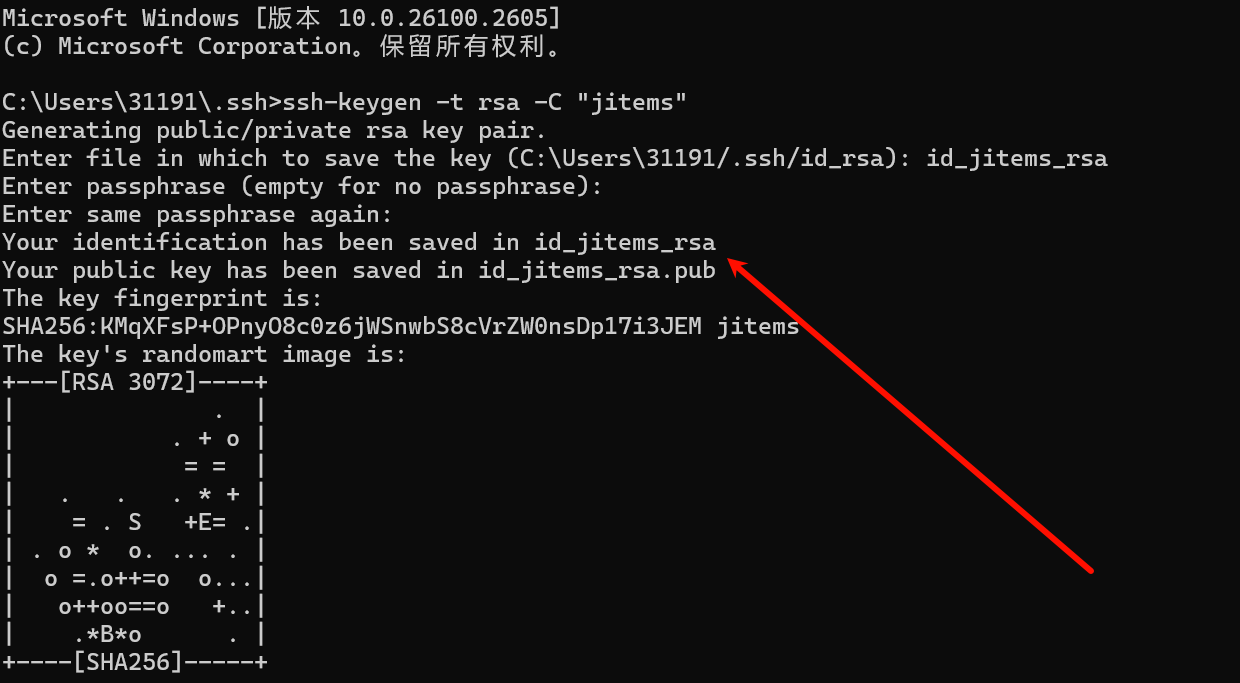 Microsoft Windows [版本 10.0.26100.2605]
(c) Microsoft Corporation。保留所有权利。
C:\Users\31191\.ssh>ssh-keygen -t rsa -C "jitems"
Generating public/private rsa key pair.
Enter file in which to save the key (C:\Users\31191/.ssh/id_rsa): id_jitems_rsa
Enter passphrase (empty for no passphrase):
Enter same passphrase again:
Your identification has been saved in id_jitems_rsa
Your public key has been saved in id_jitems_rsa.pub
The key fingerprint is:
SHA256:KMqXFsP+OPnyO8c0z6jWSnwbS8cVrZW0nsDp17i3JEM jitems
The key's randomart image is:
+---[RSA 3072]----+
|              .  |
|           . + o |
|            = =  |
|   .   .   . * + |
|    = . S   +E= .|
| . o *  o. ... . |
|  o =.o++=o  o...|
|   o++oo==o   +..|
|    .*B*o      . |
+----[SHA256]-----+